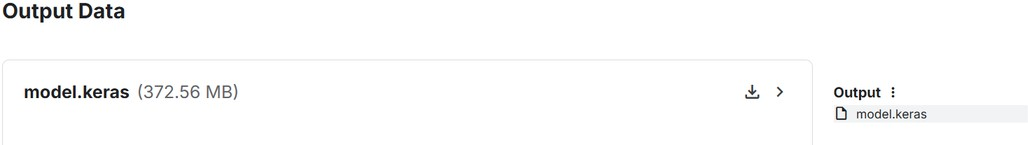 Output Data
model.keras (372.56 MB)
Output
model.keras